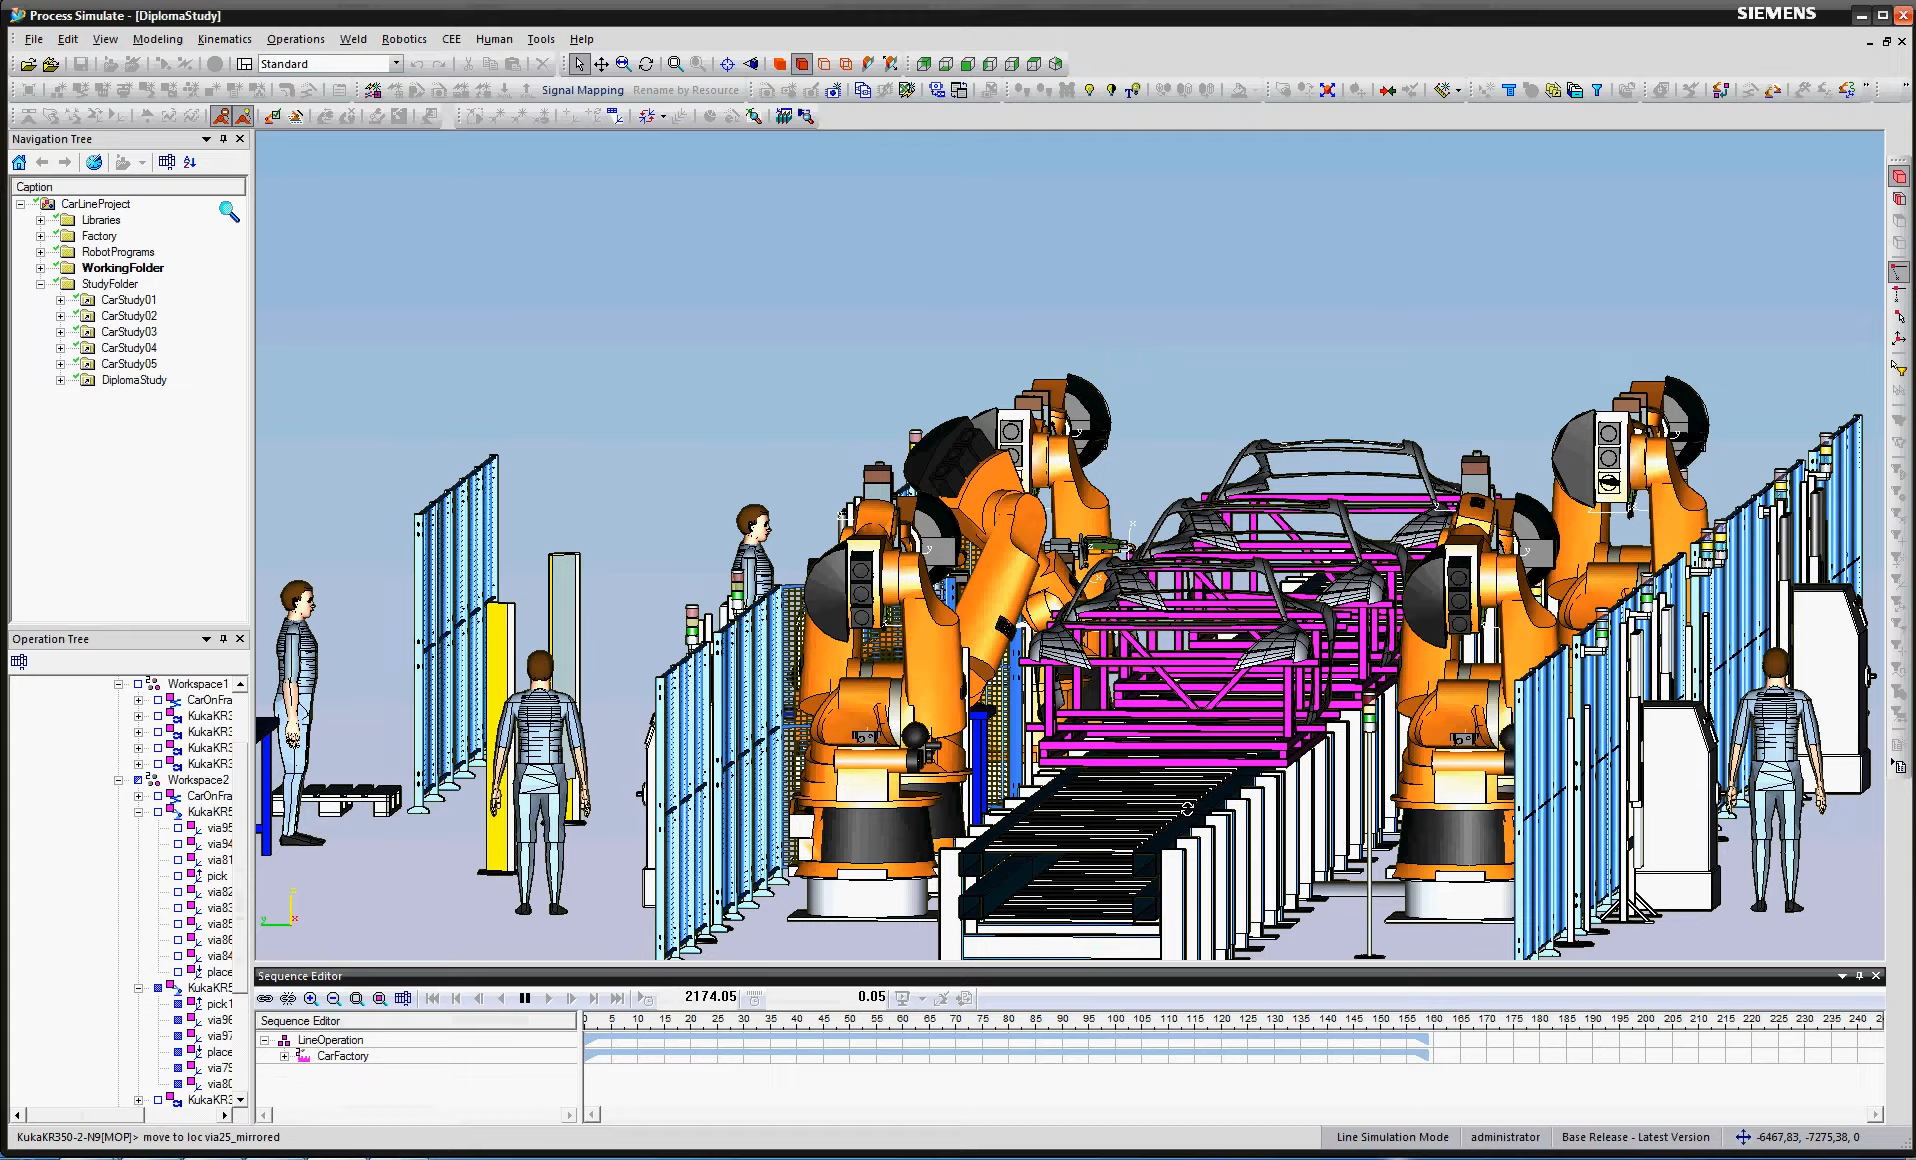 Process Simulate - [DiplomaStudy]
SIEMENS
File Edit View Modeling Kinematics Operations Weld Robotics CEE Human Tools Help
Standard
Signal Mapping Rename by Resource
Navigation Tree
Caption
CarLineProject
Libraries
Factory
RobotPrograms
WorkingFolder
StudyFolder
CarStudy01
CarStudy02
CarStudy03
CarStudy04
CarStudy05
DiplomaStudy
Operation Tree
Workspace1
CarOnFra
KukaKR3
KukaKR3
KukaKR3
KukaKR3
Workspace2
CarOnFra
KukaKR5
via95
via94
via81
pick
via82
via83
via85
via86
via84
place
KukaKR5
pick1
via96
via97
place
via79
via80
KukaKR3
Sequence Editor
2174.05 0.05
Sequence Editor
5 10 15 20 25 30 35 40 45 50 55 60 65 70 75 80 85 90 95 100 105 110 115 120 125 130 135 140 145 150 155 160 165 170 175 180 185 190 195 200 205 210 215 220 225 230 235 240
LineOperation
CarFactory
KukaKR350-2-N9[MOP]> move to loc via25_mirrored
Line Simulation Mode administrator Base Release - Latest Version -6467,83, -7275,38, 0